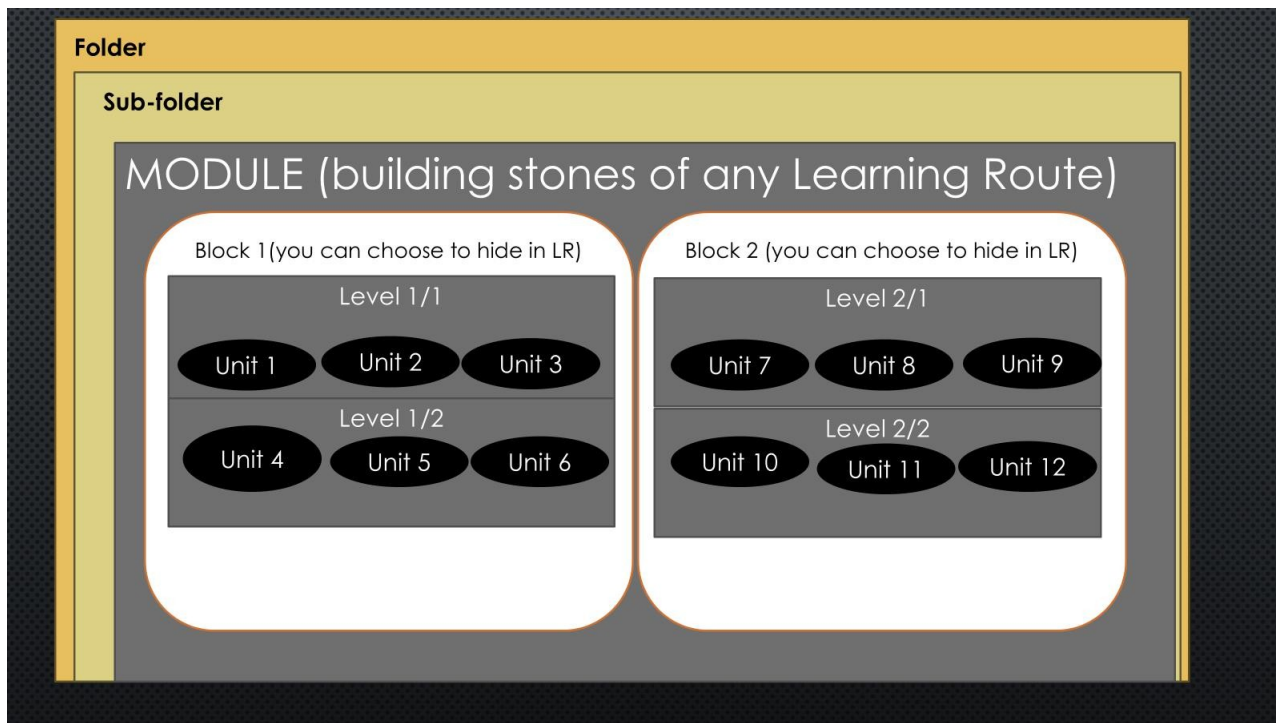 Folder
Sub-folder
MODULE (building stones of any Learning Route)
Block 1(you can choose to hide in LR)
Level 1/1
Unit 1
Unit 2
Unit 3
Level 1/2
Unit 4
Unit 5
Unit 6
Block 2 (you can choose to hide in LR)
Level 2/1
Unit 7
Unit 8
Unit 9
Level 2/2
Unit 10
Unit 11
Unit 12